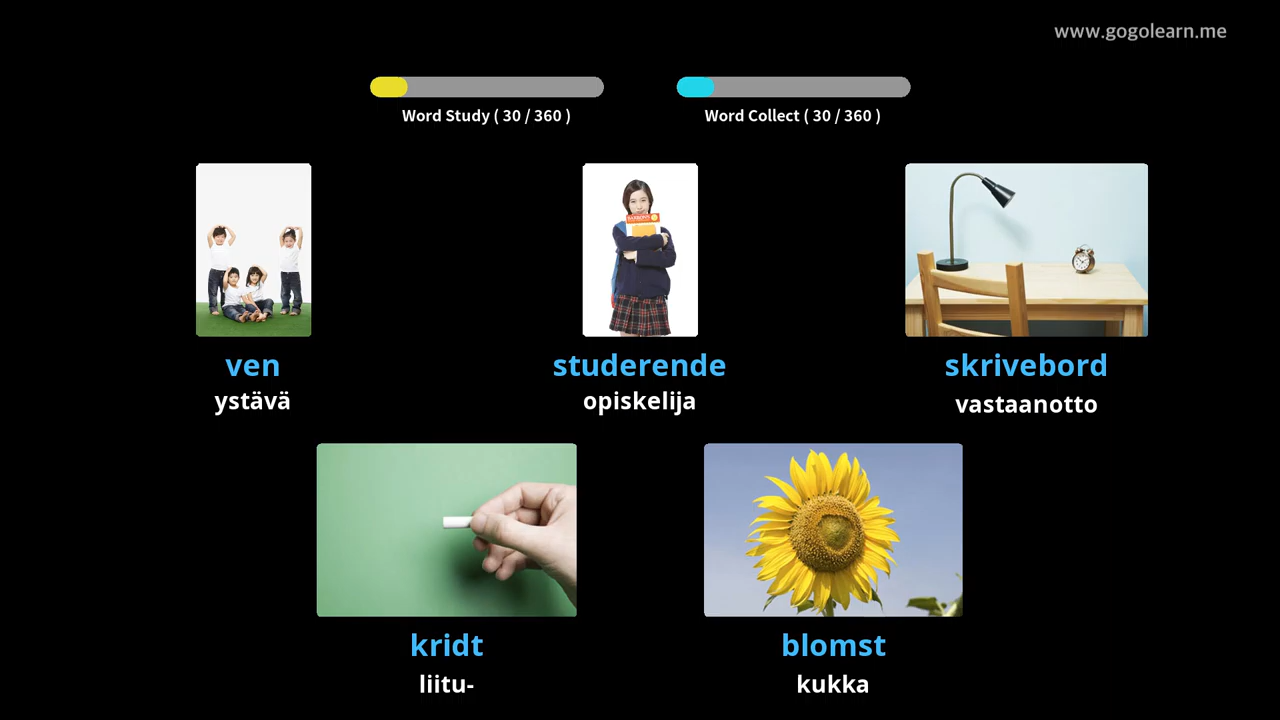 www.gogolearn.me
Word Study ( 30 / 360 )
Word Collect ( 30 / 360 )
ven
ystävä
studerende
opiskelija
skrivebord
vastaanotto
kridt
liitu-
blomst
kukka